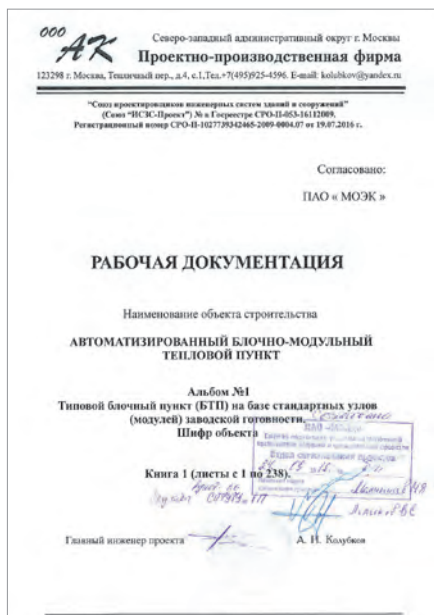 ООО
АК
Северо-западный административный округ г. Москвы
Проектно-производственная фирма
123298 г. Москва, Тепличный пер., д.4, с.1,Тел.+7(495)925-4596. E-mail: kolubkov@yandex.ru
"Союз проектировщиков инженерных систем зданий и сооружений"
(Союз "ИСЗС-Проект") № в Госреестре СРО-П-053-16112009.
Регистрационный номер СРО-П-1027739342465-2009-0004.07 от 19.07.2016 г.
Согласовано:
ПАО « МОЭК »
РАБОЧАЯ ДОКУМЕНТАЦИЯ
Наименование объекта строительства
АВТОМАТИЗИРОВАННЫЙ БЛОЧНО-МОДУЛЬНЫЙ
ТЕПЛОВОЙ ПУНКТ
Альбом №1
Типовой блочный пункт (БТП) на базе стандартных узлов
(модулей) заводской готовности.
Шифр объекта
Книга 1 (листы с 1 по 238).
Главный инженер проекта
А. И. Колубков